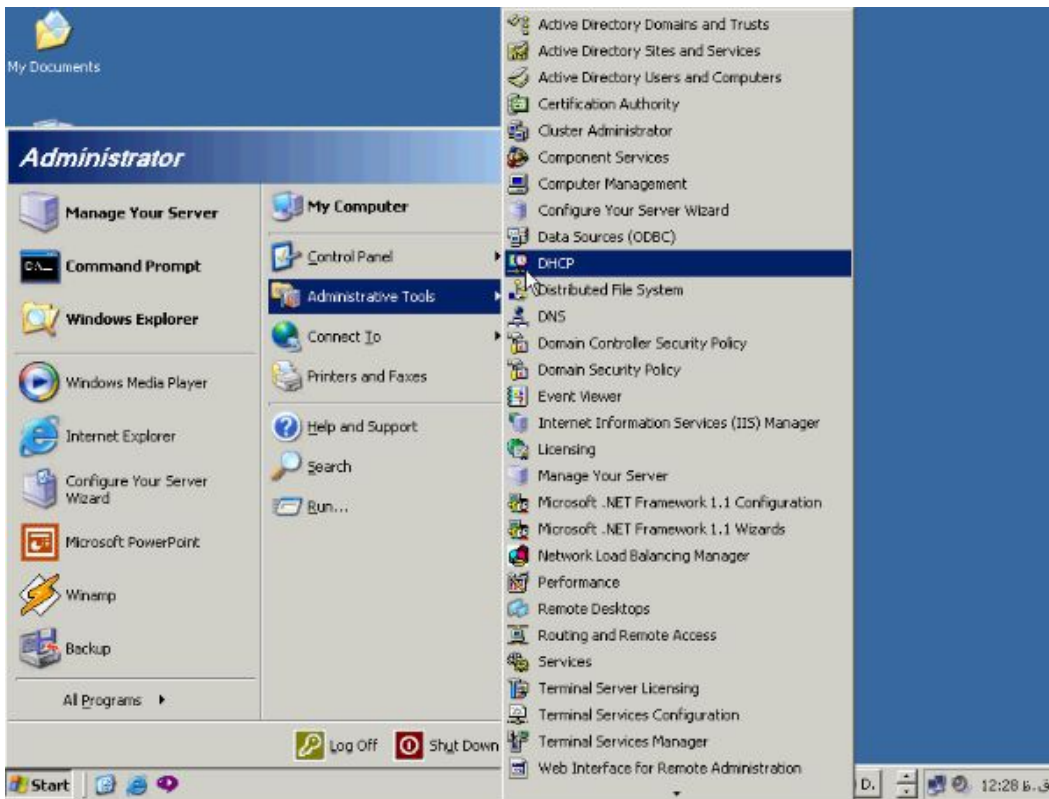 My Documents
Administrator
Manage Your Server
Command Prompt
Windows Explorer
Windows Media Player
Internet Explorer
Configure Your Server
Wizard
Microsoft PowerPoint
Winamp
Backup
All Programs
My Computer
Control Panel
Administrative Tools
Connect To
Printers and Faxes
Help and Support
Search
Run...
Log Off
Shut Down
Active Directory Domains and Trusts
Active Directory Sites and Services
Active Directory Users and Computers
Certification Authority
Cluster Administrator
Component Services
Computer Management
Configure Your Server Wizard
Data Sources (ODBC)
DHCP
Distributed File System
DNS
Domain Controller Security Policy
Domain Security Policy
Event Viewer
Internet Information Services (IIS) Manager
Licensing
Manage Your Server
Microsoft .NET Framework 1.1 Configuration
Microsoft .NET Framework 1.1 Wizards
Network Load Balancing Manager
Performance
Remote Desktops
Routing and Remote Access
Services
Terminal Server Licensing
Terminal Services Configuration
Terminal Services Manager
Web Interface for Remote Administration
Start
D.
12:28 ق.ظ